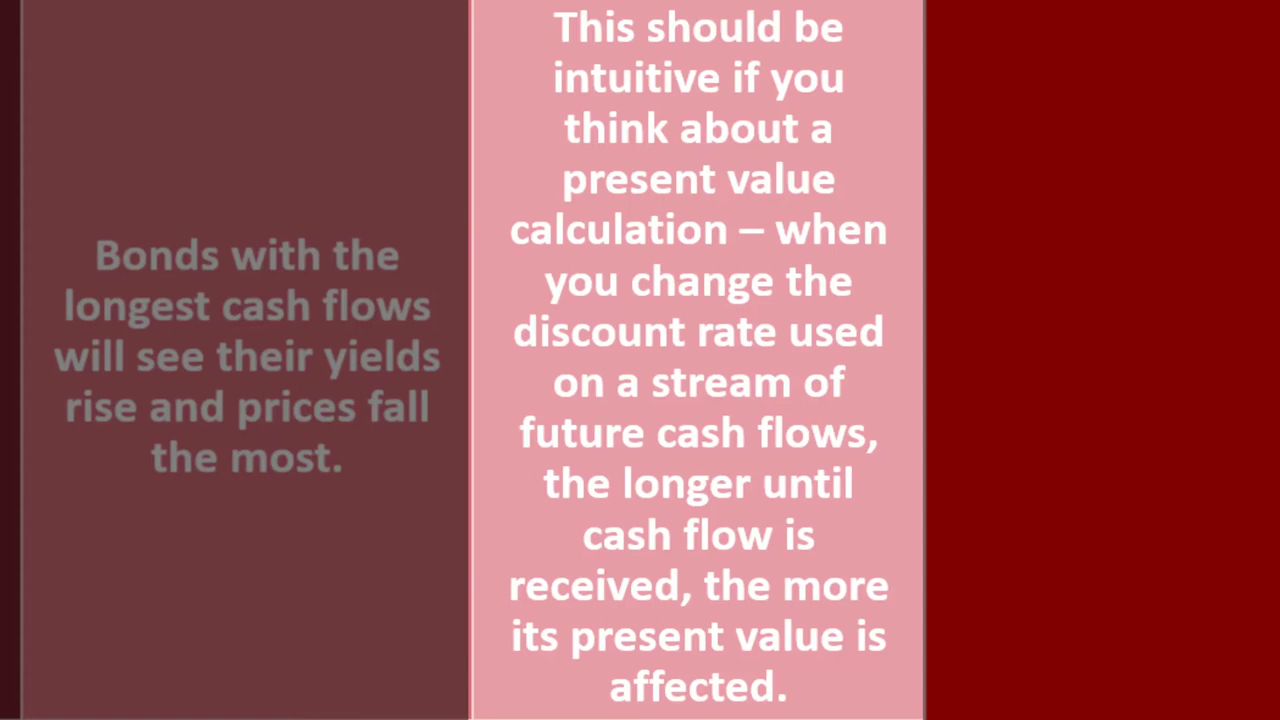 Bonds with the
longest cash flows
will see their yields
rise and prices fall
the most.
This should be
intuitive if you
think about a
present value
calculation – when
you change the
discount rate used
on a stream of
future cash flows,
the longer until
cash flow is
received, the more
its present value is
affected.